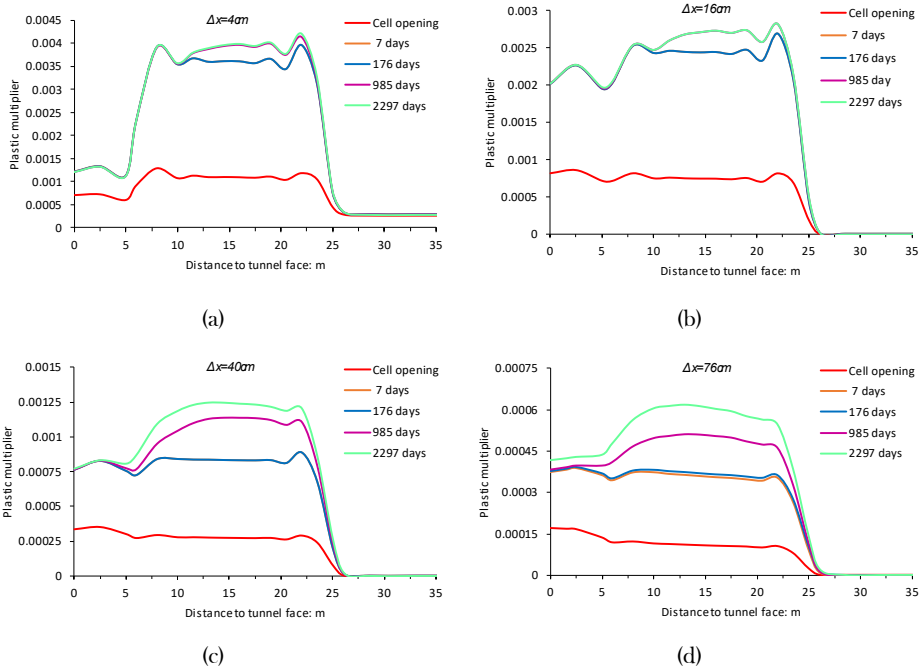 Δx=4cm
0.0045
0.004
0.0035
0.003
0.0025
0.002
0.0015
0.001
0.0005
0
Plastic multiplier
0 5 10 15 20 25 30 35
Distance to tunnel face: m
Cell opening
7 days
176 days
985 days
2297 days
(a)
Δx=16cm
0.003
0.0025
0.002
0.0015
0.001
0.0005
0
Plastic multiplier
0 5 10 15 20 25 30 35
Distance to tunnel face: m
Cell opening
7 days
176 days
985 day
2297 days
(b)
Δx=40cm
0.0015
0.00125
0.001
0.00075
0.0005
0.00025
0
Plastic multiplier
0 5 10 15 20 25 30 35
Distance to tunnel face: m
Cell opening
7 days
176 days
985 days
2297 days
(c)
Δx=76cm
0.00075
0.0006
0.00045
0.0003
0.00015
0
Plastic multiplier
0 5 10 15 20 25 30 35
Distance to tunnel face: m
Cell opening
7 days
176 days
985 days
2297 days
(d)